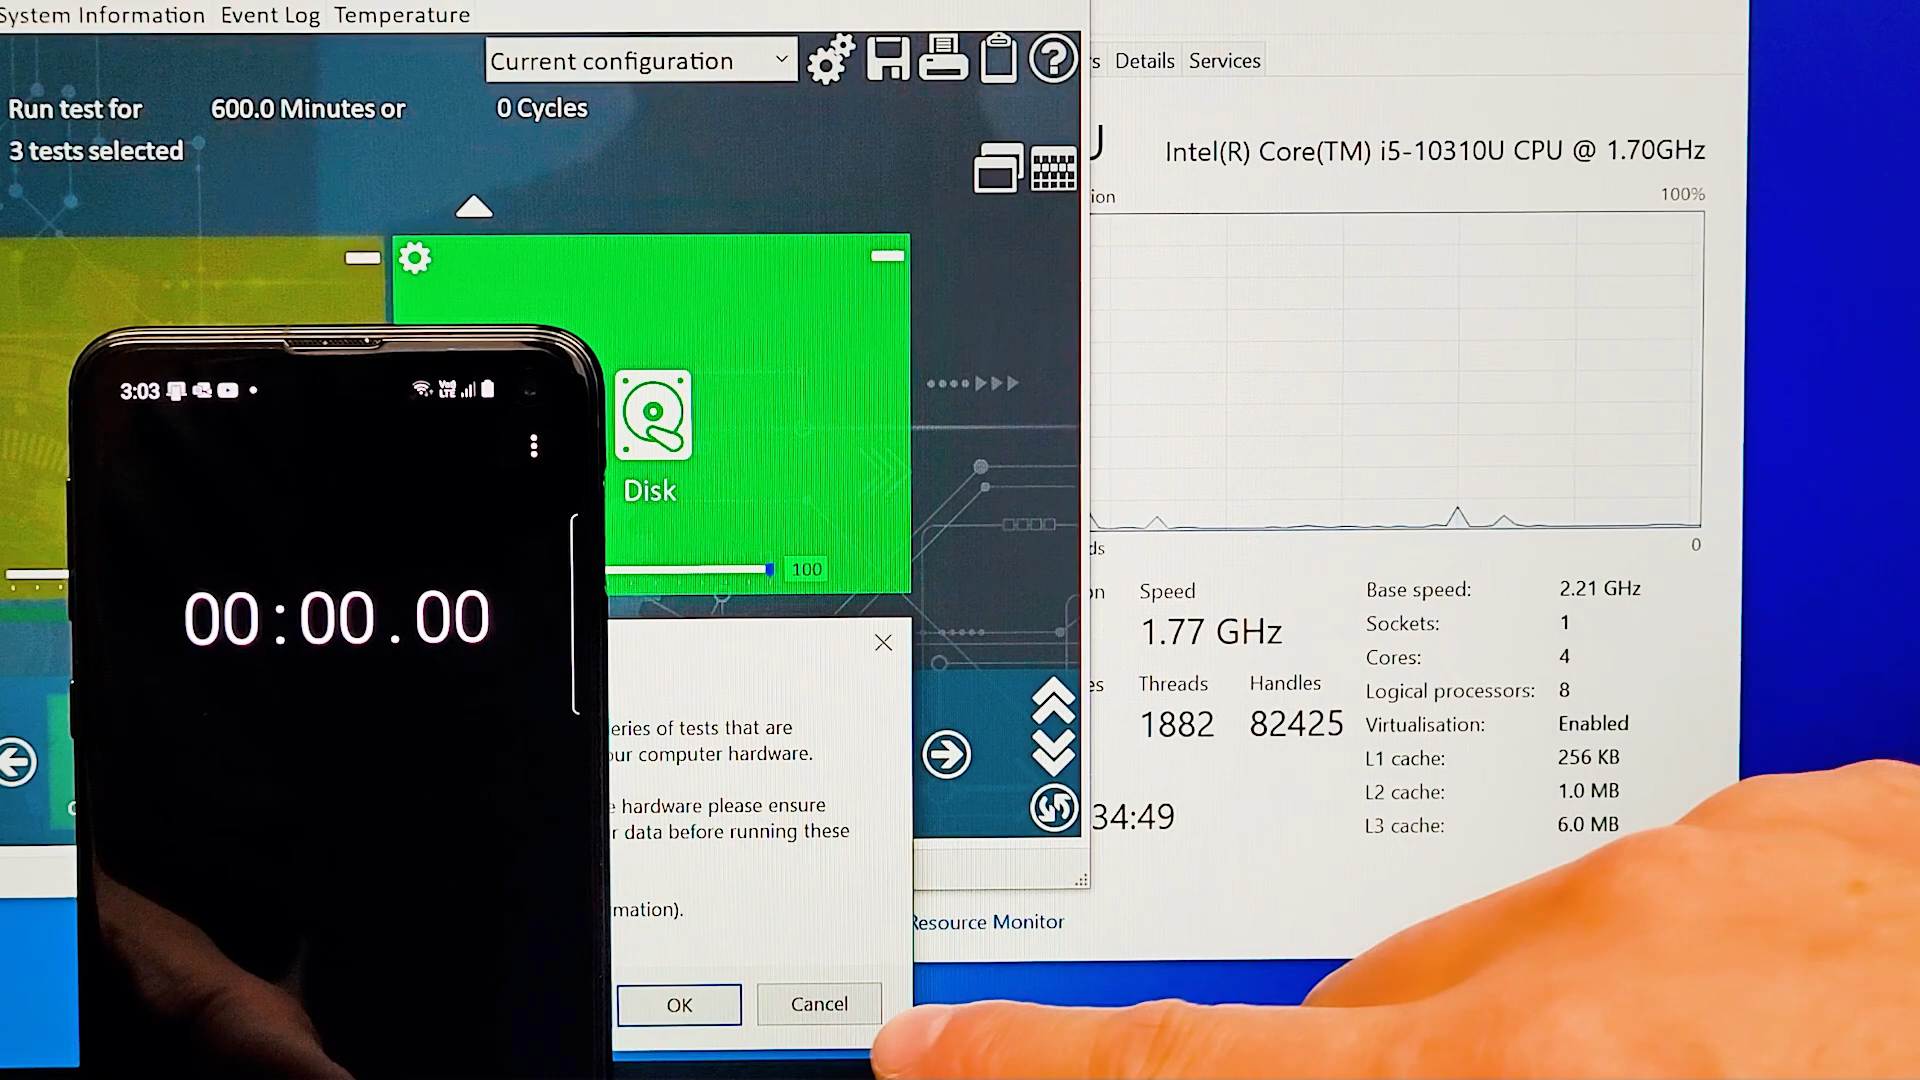 System Information Event Log Temperature
Current configuration
Run test for 600.0 Minutes or 0 Cycles
3 tests selected
Disk
100
3:03
Vo)) LTE
00:00.00
eries of tests that are
ur computer hardware.
hardware please ensure
r data before running these
mation).
OK Cancel
Details Services
Intel(R) Core(TM) i5-10310U CPU @ 1.70GHz
ion 100%
ds 0
Speed
1.77 GHz
Threads Handles
1882 82425
34:49
Base speed: 2.21 GHz
Sockets: 1
Cores: 4
Logical processors: 8
Virtualisation: Enabled
L1 cache: 256 KB
L2 cache: 1.0 MB
L3 cache: 6.0 MB
Resource Monitor